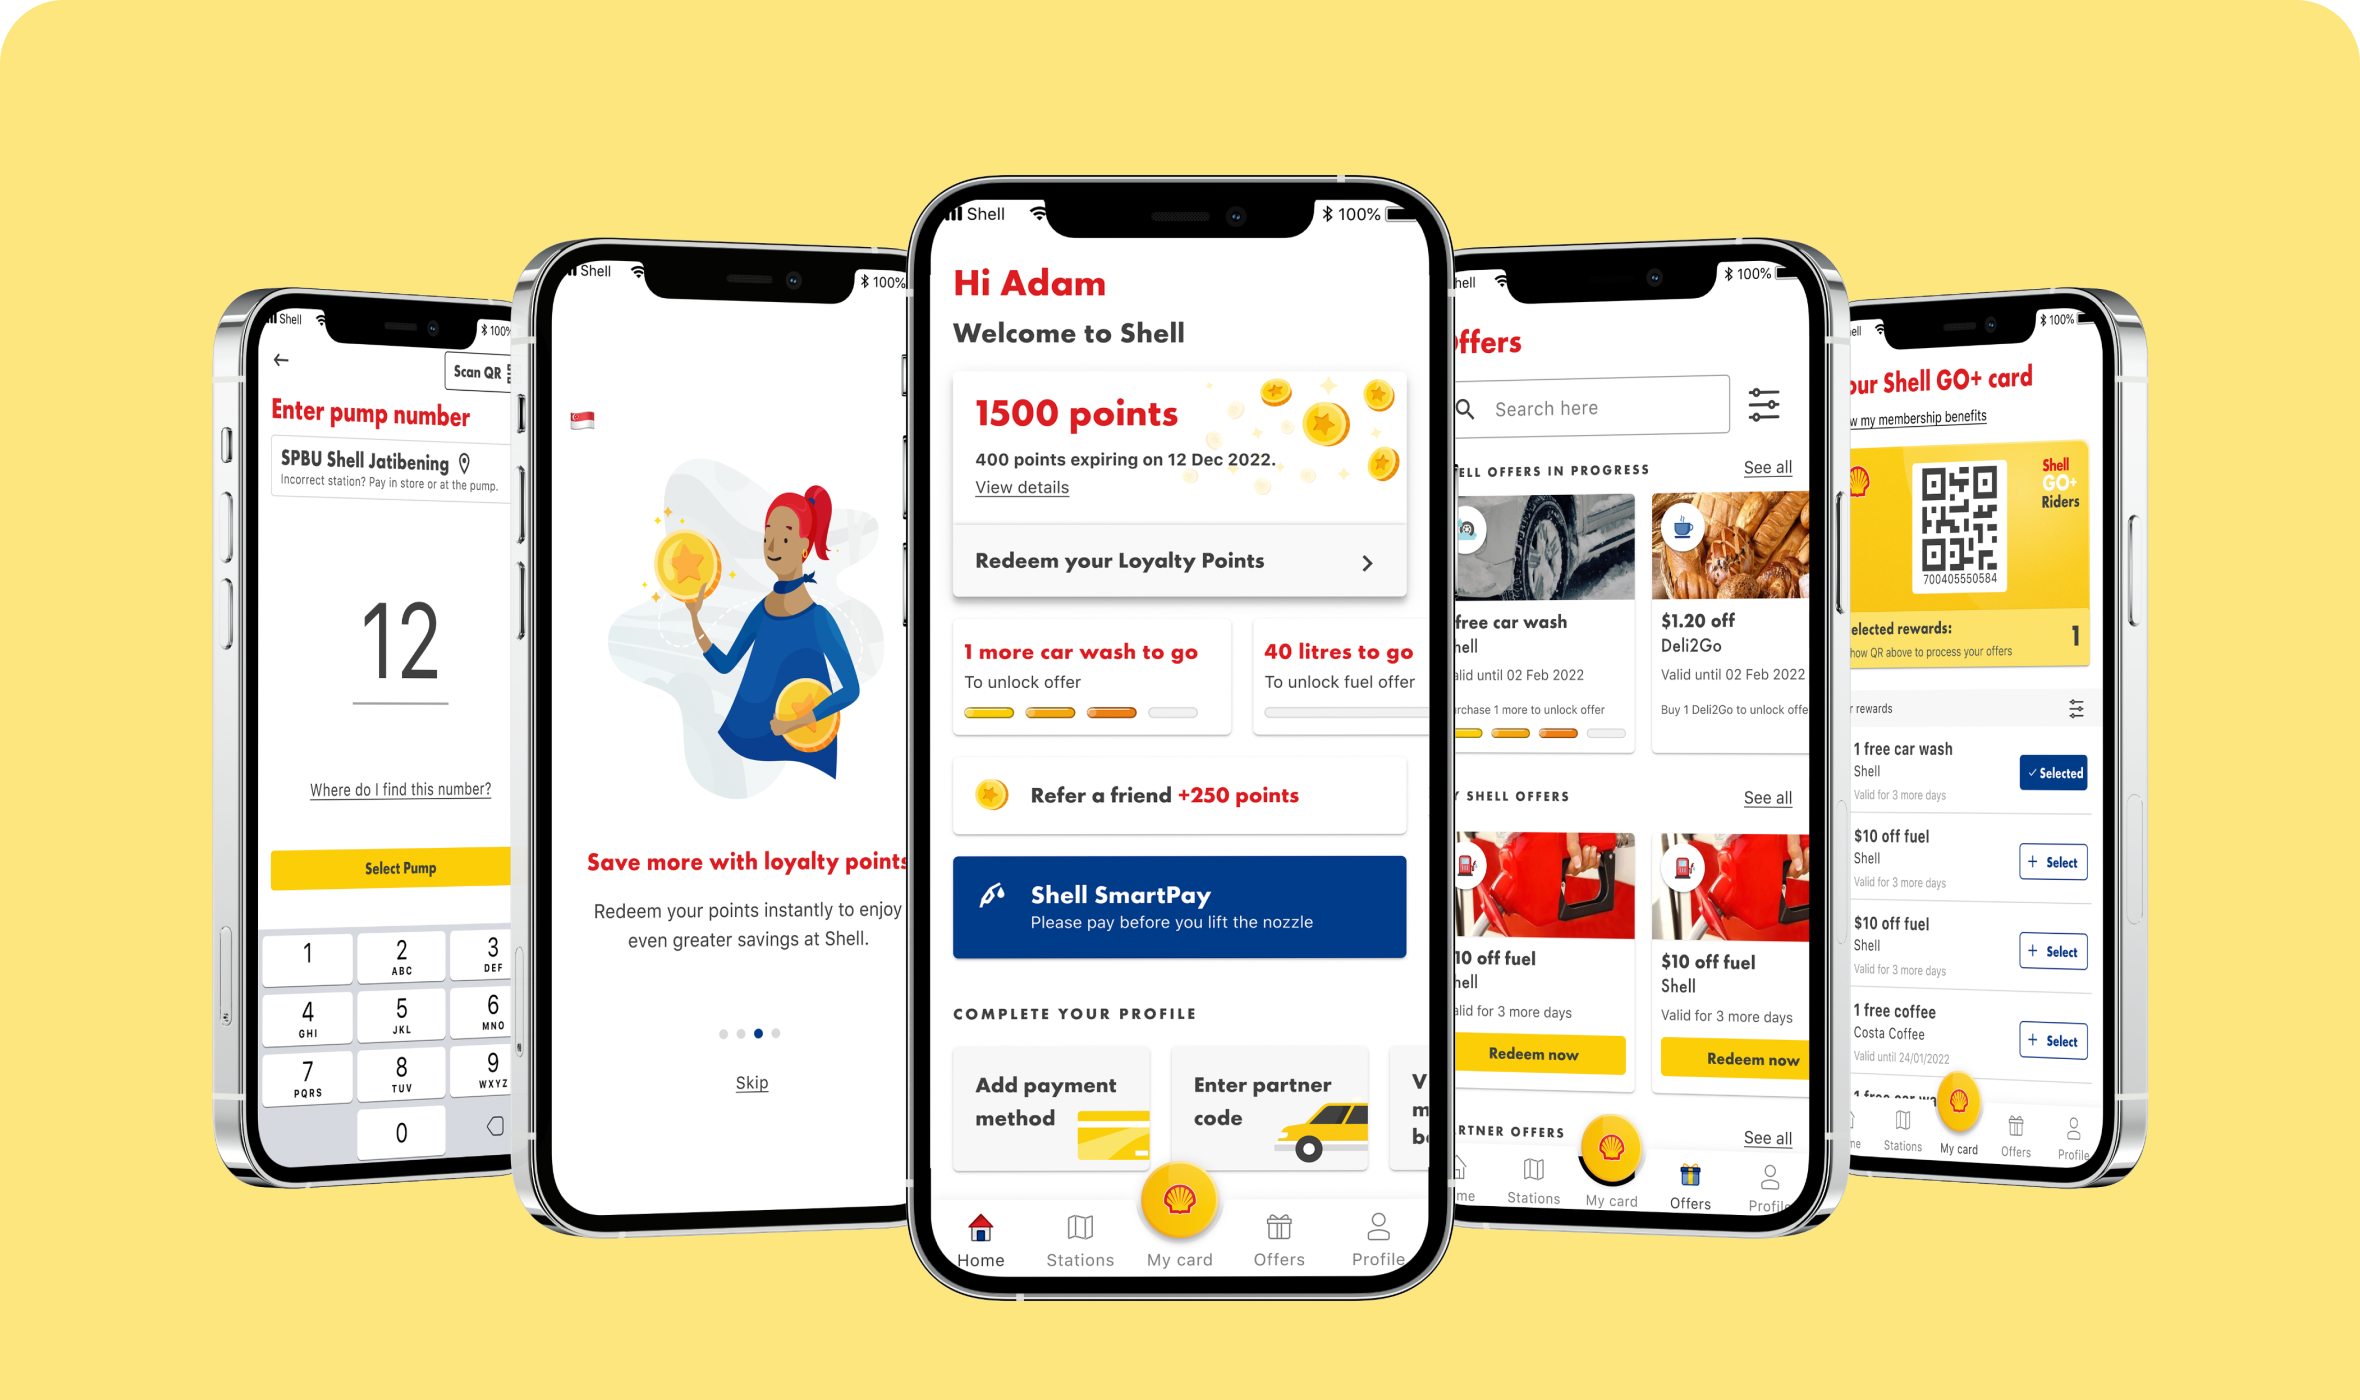 Shell
100%
Scan QR
Enter pump number
SPBU Shell Jatibening
Incorrect station? Pay in store or at the pump.
12
Where do I find this number?
Select Pump
1
2
ABC
3
DEF
4
GHI
5
JKL
6
MNO
7
PQRS
8
TUV
9
WXYZ
0
Shell
100%
Save more with loyalty points
Redeem your points instantly to enjoy
even greater savings at Shell.
Skip
Shell
100%
Hi Adam
Welcome to Shell
1500 points
400 points expiring on 12 Dec 2022.
View details
Redeem your Loyalty Points
1 more car wash to go
To unlock offer
40 litres to go
To unlock fuel offer
Refer a friend +250 points
Shell SmartPay
Please pay before you lift the nozzle
COMPLETE YOUR PROFILE
Add payment
method
Enter partner
code
V
m
b
Home
Stations
My card
Offers
Profile
hell
100%
ffers
Search here
ELL OFFERS IN PROGRESS
See all
free car wash
hell
alid until 02 Feb 2022
rchase 1 more to unlock offer
$1.20 off
Deli2Go
Valid until 02 Feb 2022
Buy 1 Deli2Go to unlock offe
Y SHELL OFFERS
See all
10 off fuel
hell
alid for 3 more days
Redeem now
$10 off fuel
Shell
Valid for 3 more days
Redeem now
RTNER OFFERS
See all
me
Stations
My card
Offers
Profile
ell
100%
our Shell GO+ card
w my membership benefits
Shell
GO+
Riders
700405550584
elected rewards:
1
how QR above to process your offers
r rewards
1 free car wash
Shell
Valid for 3 more days
Selected
$10 off fuel
Shell
Valid for 3 more days
+ Select
$10 off fuel
Shell
Valid for 3 more days
+ Select
1 free coffee
Costa Coffee
Valid until 24/01/2022
+ Select
1 free car wa
me
Stations
My card
Offers
Profile